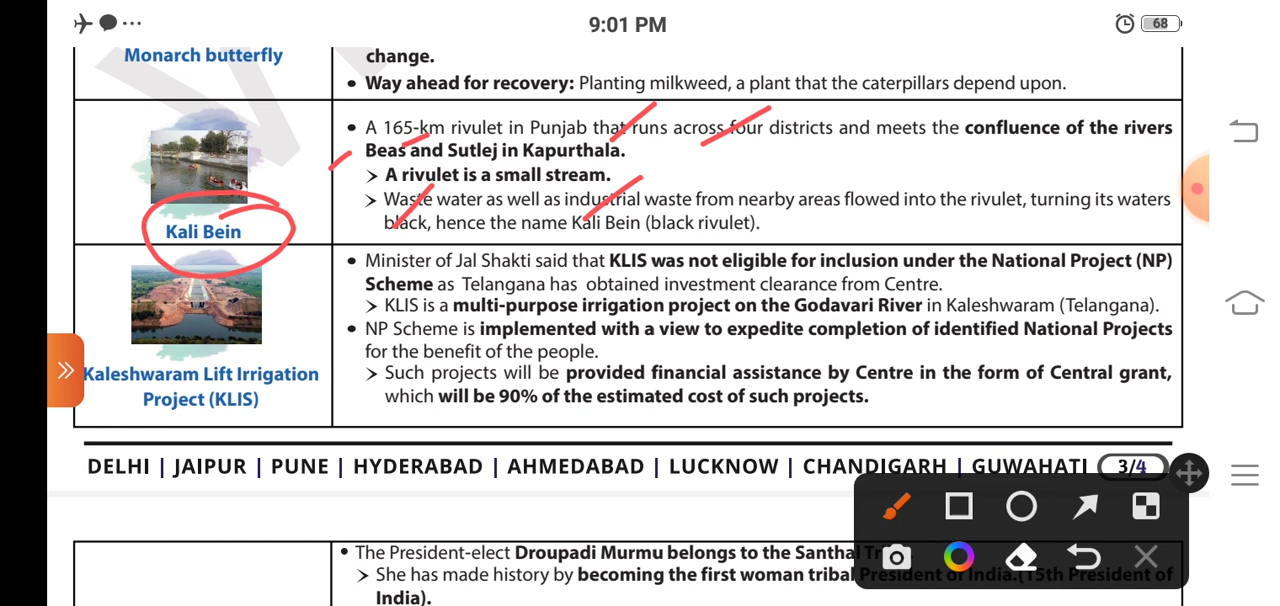 9:01 PM
68
Monarch butterfly
change.
• Way ahead for recovery: Planting milkweed, a plant that the caterpillars depend upon.
Kali Bein
• A 165-km rivulet in Punjab that runs across four districts and meets the confluence of the rivers
Beas and Sutlej in Kapurthala.
> A rivulet is a small stream.
> Waste water as well as industrial waste from nearby areas flowed into the rivulet, turning its waters
black, hence the name Kali Bein (black rivulet).
Kaleshwaram Lift Irrigation
Project (KLIS)
• Minister of Jal Shakti said that KLIS was not eligible for inclusion under the National Project (NP)
Scheme as Telangana has obtained investment clearance from Centre.
> KLIS is a multi-purpose irrigation project on the Godavari River in Kaleshwaram (Telangana).
• NP Scheme is implemented with a view to expedite completion of identified National Projects
for the benefit of the people.
> Such projects will be provided financial assistance by Centre in the form of Central grant,
which will be 90% of the estimated cost of such projects.
DELHI | JAIPUR | PUNE | HYDERABAD | AHMEDABAD | LUCKNOW | CHANDIGARH | GUWAHATI 3/4
• The President-elect Droupadi Murmu belongs to the Santhal
> She has made history by becoming the first woman tribal President of India.(15th President of
India).